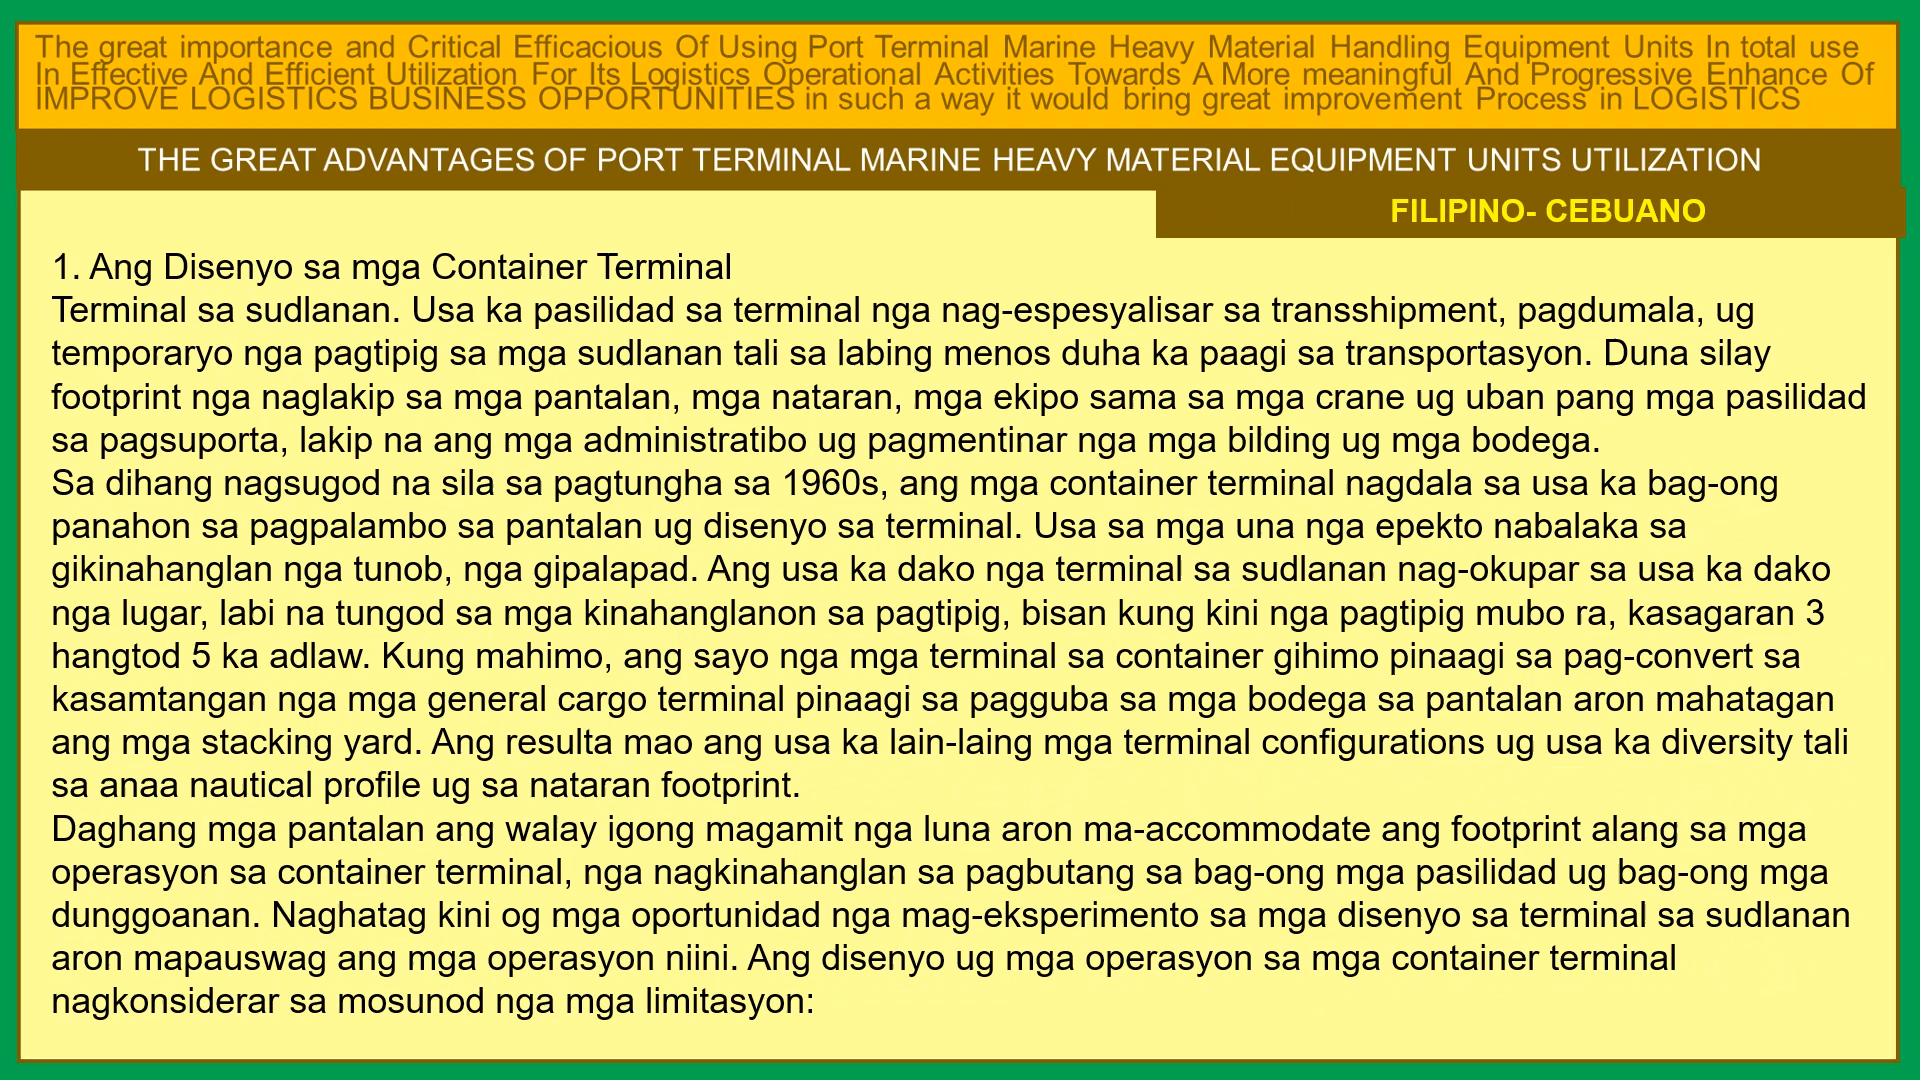 The great importance and Critical Efficacious Of Using Port Terminal Marine Heavy Material Handling Equipment Units In total use
In Effective And Efficient Utilization For Its Logistics Operational Activities Towards A More meaningful And Progressive Enhance Of
IMPROVE LOGISTICS BUSINESS OPPORTUNITIES in such a way it would bring great improvement Process in LOGISTICS
THE GREAT ADVANTAGES OF PORT TERMINAL MARINE HEAVY MATERIAL EQUIPMENT UNITS UTILIZATION
FILIPINO- CEBUANO
1. Ang Disenyo sa mga Container Terminal
Terminal sa sudlanan. Usa ka pasilidad sa terminal nga nag-espesyalisar sa transshipment, pagdumala, ug
temporaryo nga pagtipig sa mga sudlanan tali sa labing menos duha ka paagi sa transportasyon. Duna silay
footprint nga naglakip sa mga pantalan, mga nataran, mga ekipo sama sa mga crane ug uban pang mga pasilidad
sa pagsuporta, lakip na ang mga administratibo ug pagmentinar nga mga bilding ug mga bodega.
Sa dihang nagsugod na sila sa pagtungha sa 1960s, ang mga container terminal nagdala sa usa ka bag-ong
panahon sa pagpalambo sa pantalan ug disenyo sa terminal. Usa sa mga una nga epekto nabalaka sa
gikinahanglan nga tunob, nga gipalapad. Ang usa ka dako nga terminal sa sudlanan nag-okupar sa usa ka dako
nga lugar, labi na tungod sa mga kinahanglanon sa pagtipig, bisan kung kini nga pagtipig mubo ra, kasagaran 3
hangtod 5 ka adlaw. Kung mahimo, ang sayo nga mga terminal sa container gihimo pinaagi sa pag-convert sa
kasamtangan nga mga general cargo terminal pinaagi sa pagguba sa mga bodega sa pantalan aron mahatagan
ang mga stacking yard. Ang resulta mao ang usa ka lain-laing mga terminal configurations ug usa ka diversity tali
sa anaa nautical profile ug sa nataran footprint.
Daghang mga pantalan ang walay igong magamit nga luna aron ma-accommodate ang footprint alang sa mga
operasyon sa container terminal, nga nagkinahanglan sa pagbutang sa bag-ong mga pasilidad ug bag-ong mga
dunggoanan. Naghatag kini og mga oportunidad nga mag-eksperimento sa mga disenyo sa terminal sa sudlanan
aron mapauswag ang mga operasyon niini. Ang disenyo ug mga operasyon sa mga container terminal
nagkonsiderar sa mosunod nga mga limitasyon: